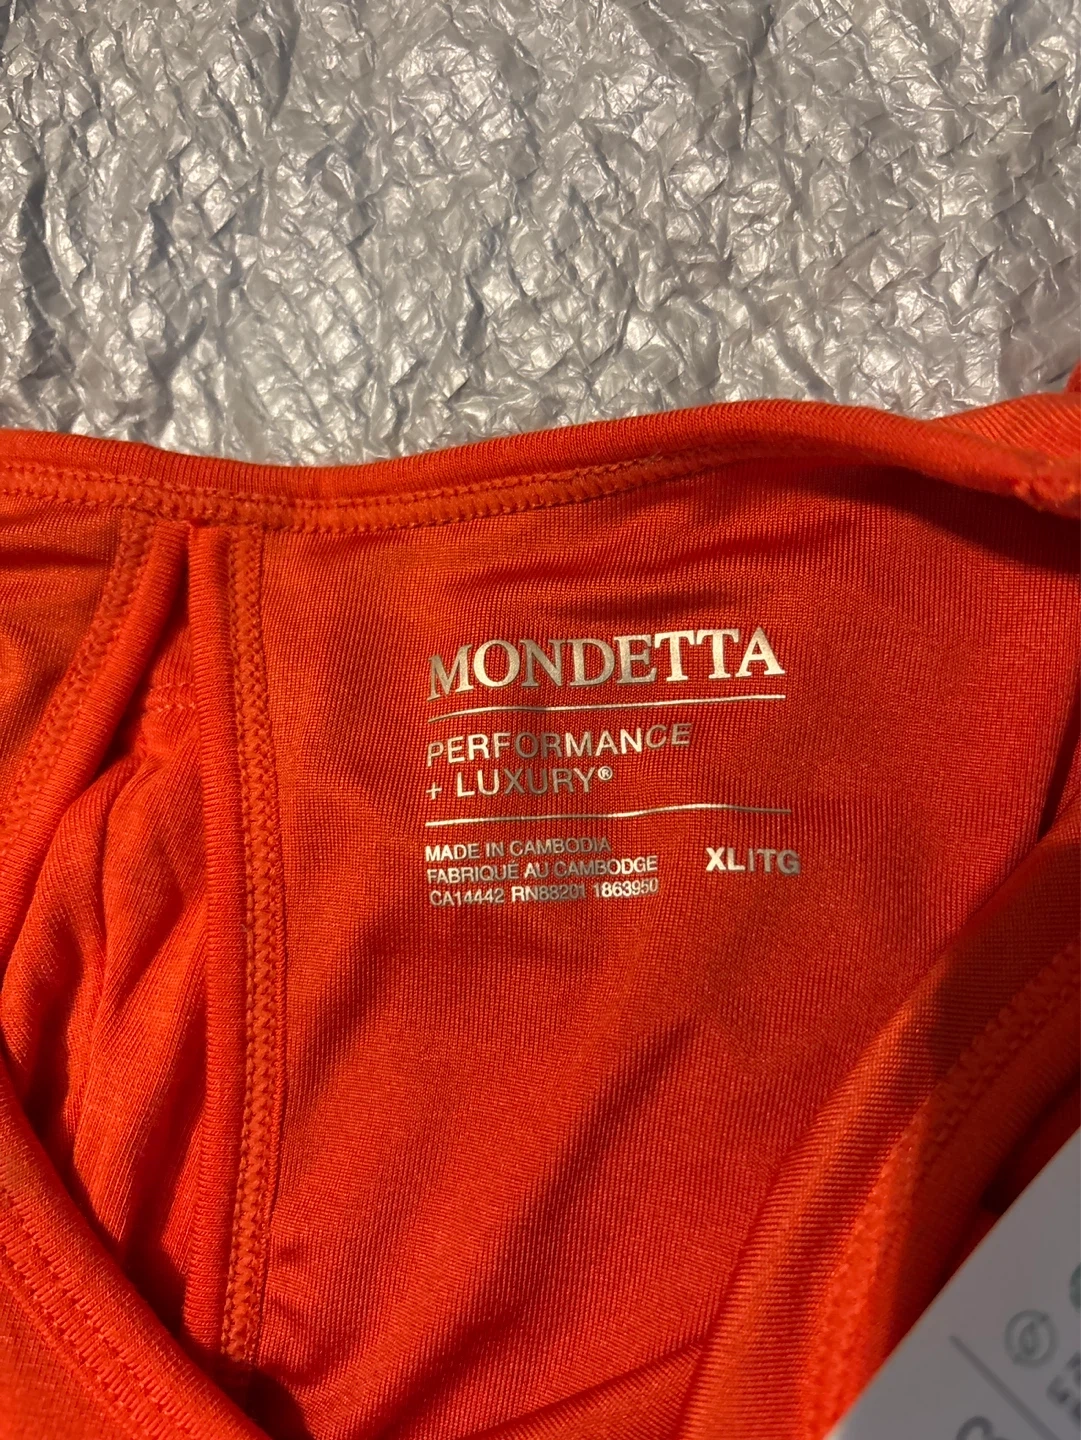 MONDETTA
PERFORMANCE
+ LUXURY®
MADE IN CAMBODIA
FABRIQUÉ AU CAMBODGE
CA14442 RN88201 1863950
XL|TG